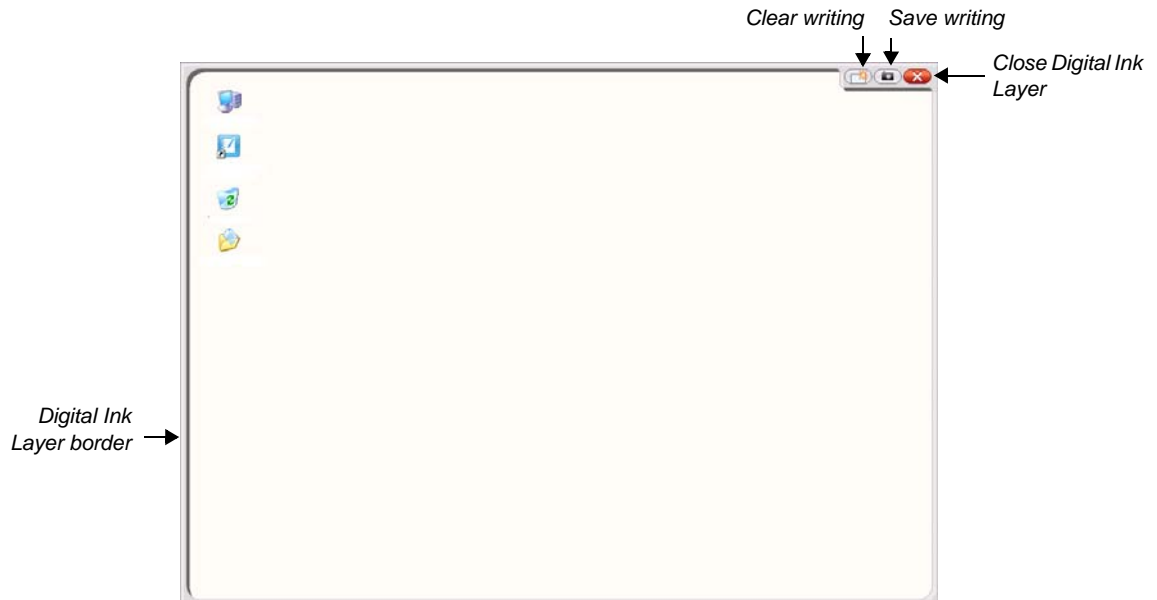 Clear writing
Save writing
Close Digital Ink
Layer
Digital Ink
Layer border